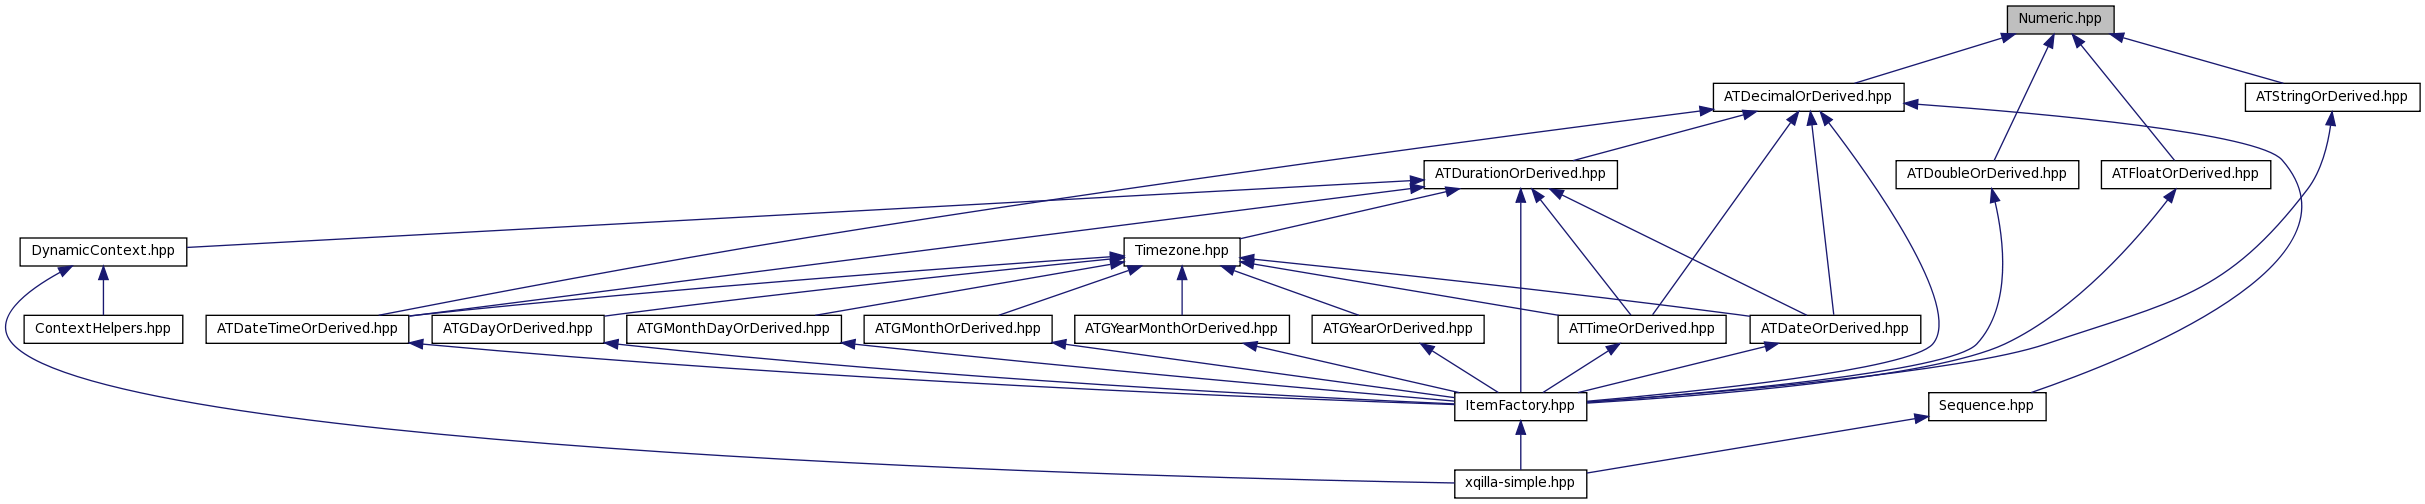 Numeric.hpp
ATDecimalOrDerived.hpp
ATStringOrDerived.hpp
ATDurationOrDerived.hpp
ATDoubleOrDerived.hpp
ATFloatOrDerived.hpp
DynamicContext.hpp
Timezone.hpp
ContextHelpers.hpp
ATDateTimeOrDerived.hpp
ATGDayOrDerived.hpp
ATGMonthDayOrDerived.hpp
ATGMonthOrDerived.hpp
ATGYearMonthOrDerived.hpp
ATGYearOrDerived.hpp
ATTimeOrDerived.hpp
ATDateOrDerived.hpp
ItemFactory.hpp
Sequence.hpp
xqilla-simple.hpp